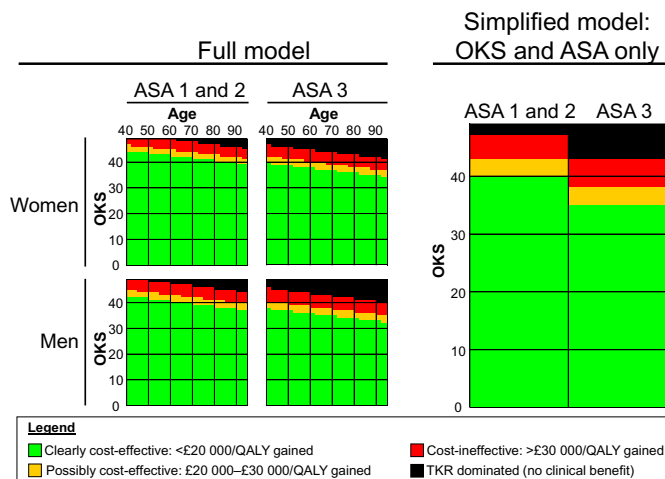 Simplified model:
Full model
OKS and ASA only
ASA 1 and 2
ASA 3
ASA 1 and 2
ASA 3
Age
Age
40 50 60 70 80 90
40 50 60 70 80 90
Women
OKS
40
30
20
10
0
Men
OKS
40
30
20
10
0
OKS
40
30
20
10
0
Legend
Clearly cost-effective: <£20 000/QALY gained
Cost-ineffective: >£30 000/QALY gained
Possibly cost-effective: £20 000–£30 000/QALY gained
TKR dominated (no clinical benefit)